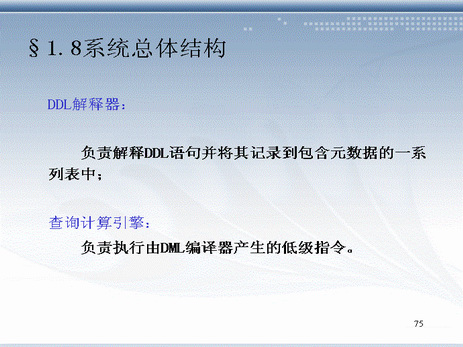 §1.8系统总体结构
DDL解释器：
负责解释DDL语句并将其记录到包含元数据的一系
列表中；
查询计算引擎：
负责执行由DML编译器产生的低级指令。
75